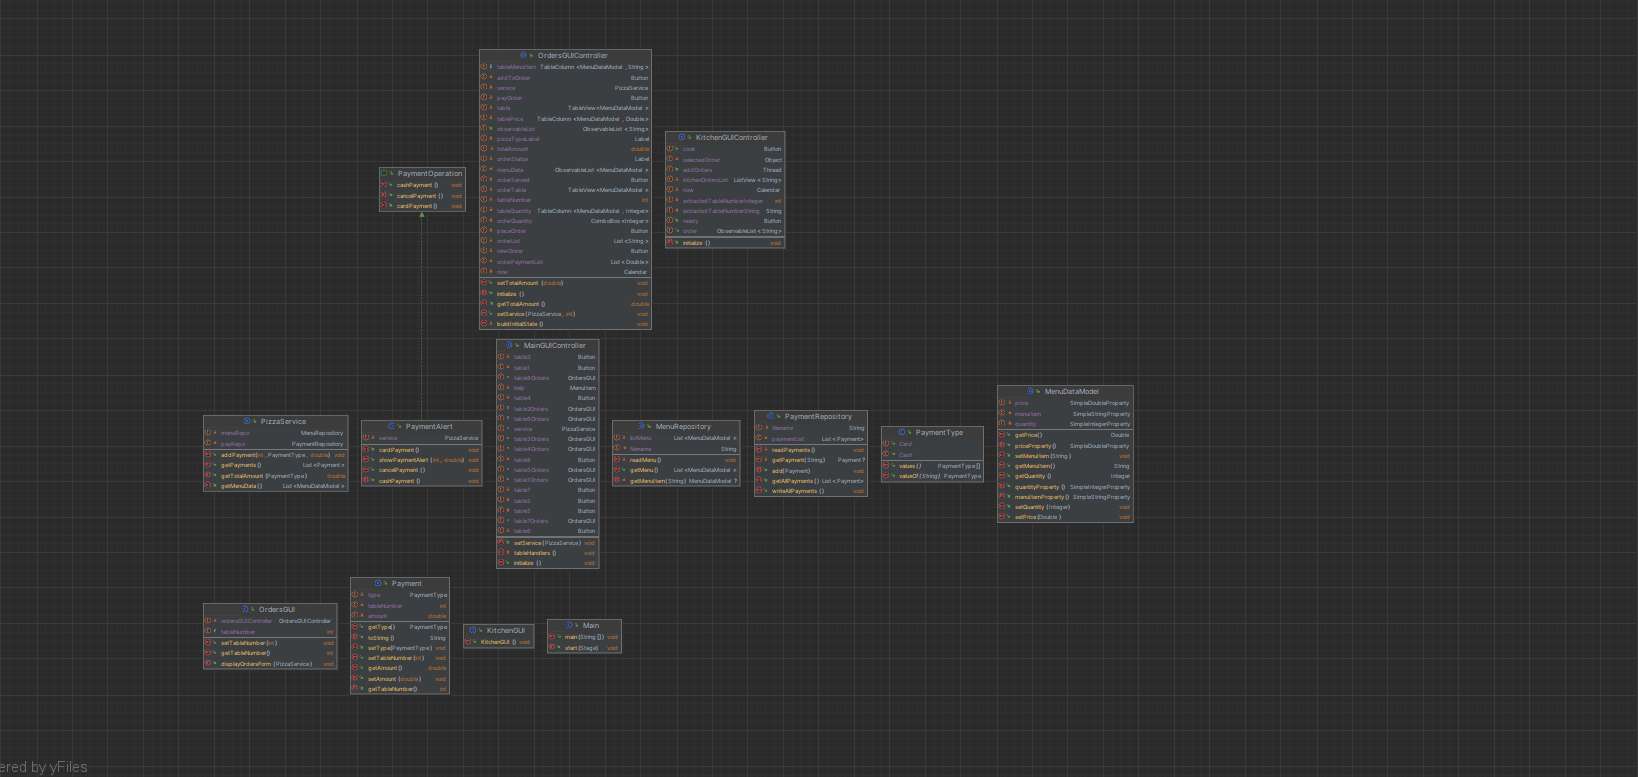 OrdersGUIController
tableMenuItem TableColumn <MenuDataModel , String >
addToOrder Button
service PizzaService
payOrder Button
table TableView<MenuDataModel >
tablePrice TableColumn <MenuDataModel , Double>
observableList ObservableList < String>
pizzaTypeLabel Label
totalAmount double
orderStatus Label
menuData ObservableList <MenuDataModel >
orderServed Button
orderTable TableView<MenuDataModel >
tableNumber int
tableQuantity TableColumn <MenuDataModel , Integer>
orderQuantity ComboBox <Integer >
placeOrder Button
orderList List <String >
newOrder Button
orderPaymentList List < Double>
now Calendar
setTotalAmount (double) void
initialize () void
getTotalAmount () double
setService(PizzaService , int) void
buildInitialState () void
KitchenGUIController
cook Button
selectedOrder Object
addOrders Thread
kitchenOrdersList ListView < String>
now Calendar
extractedTableNumberInteger int
extractedTableNumberString String
ready Button
order ObservableList < String>
initialize () void
PaymentOperation
cashPayment () void
cancelPayment () void
cardPayment () void
MainGUIController
table3 Button
table1 Button
OrdersGUI
help MenuItem
table4 Button
table2Orders OrdersGUI
OrdersGUI
service PizzaService
table3Orders OrdersGUI
table4Orders OrdersGUI
Button
table5Orders OrdersGUI
table1Orders OrdersGUI
table7 Button
table2 Button
table5 Button
table7Orders OrdersGUI
Button
setService(PizzaService) void
tableHandlers () void
initialize () void
PizzaService
menuRepo MenuRepository
payRepo PaymentRepository
addPayment(int , PaymentType , double) void
getPayments () List <Payment >
getTotalAmount (PaymentType) double
getMenuData () List <MenuDataModel >
PaymentAlert
service PizzaService
cardPayment () void
showPaymentAlert (int , double) void
cancelPayment () void
cashPayment () void
MenuRepository
listMenu List <MenuDataModel >
filename String
readMenu () void
getMenu () List <MenuDataModel >
getMenuItem(String) MenuDataModel ?
PaymentRepository
filename String
paymentList List < Payment>
readPayments () void
getPayment(String) Payment ?
add(Payment) void
getAllPayments () List < Payment>
writeAllPayments () void
PaymentType
Card
Cash
values () PaymentType[]
valueOf (String) PaymentType
MenuDataModel
price SimpleDoubleProperty
menuItem SimpleStringProperty
quantity SimpleIntegerProperty
getPrice() Double
priceProperty () SimpleDoubleProperty
setMenuItem (String ) void
getMenuItem() String
getQuantity () Integer
quantityProperty () SimpleIntegerProperty
menuItemProperty () SimpleStringProperty
setQuantity (Integer) void
setPrice(Double ) void
OrdersGUI
ordersGUIController OrdersGUIController
tableNumber int
setTableNumber (int) void
getTableNumber() int
displayOrdersForm (PizzaService) void
Payment
type PaymentType
tableNumber int
amount double
getType() PaymentType
toString () String
setType(PaymentType) void
setTableNumber (int) void
getAmount () double
setAmount (double) void
getTableNumber() int
KitchenGUI
KitchenGUI () void
Main
main (String []) void
start (Stage) void
ered by yFiles